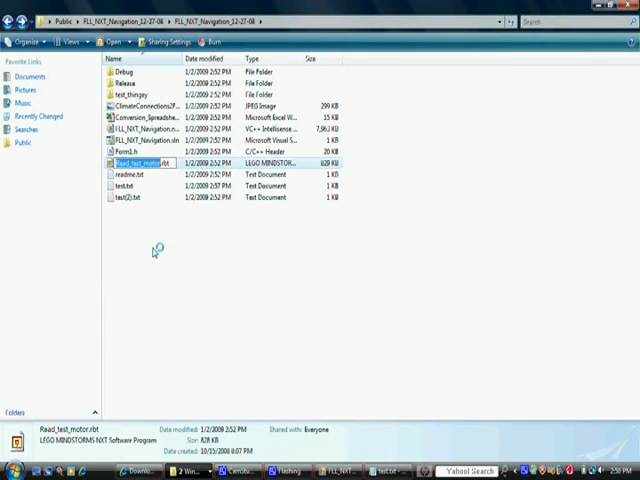 Public ▸ FLL_NXT_Navigation_12-27-08 ▸ FLL_NXT_Navigation_12-27-08 ▸
Search
Organize Views Open Sharing Settings Burn
Favorite Links
Documents
Pictures
Music
Recently Changed
Searches
Public
Name Date modified Type Size
Debug 1/2/2009 2:52 PM File Folder
Release 1/2/2009 2:52 PM File Folder
test_thingey 1/2/2009 2:52 PM File Folder
ClimateConnections2F... 1/2/2009 2:52 PM JPEG Image 299 KB
Conversion_Spreadshe... 1/2/2009 2:52 PM Microsoft Excel W... 15 KB
FLL_NXT_Navigation.n... 1/2/2009 2:52 PM VC++ Intellisense ... KB
FLL_NXT_Navigation.sln 1/2/2009 2:52 PM Microsoft Visual S... 1 KB
Form1.h 1/2/2009 2:52 PM C/C++ Header 20 KB
Read_test_motor.rbt 1/2/2009 2:52 PM LEGO MINDSTOR... 829 KB
readme.txt 1/2/2009 2:52 PM Text Document 1 KB
test.txt 1/2/2009 2:57 PM Text Document 1 KB
test(2).txt 1/2/2009 2:52 PM Text Document 1 KB
Folders
Read_test_motor.rbt Date modified: 1/2/2009 2:52 PM Shared with: Everyone
LEGO MINDSTORMS NXT Software Program Size: 828 KB
Date created: 10/15/2008 8:07 PM
Downlo... 2 Win... Camtasi... Flashing FLL_NXT... test.txt -... Yahoo! Search 2:58 PM